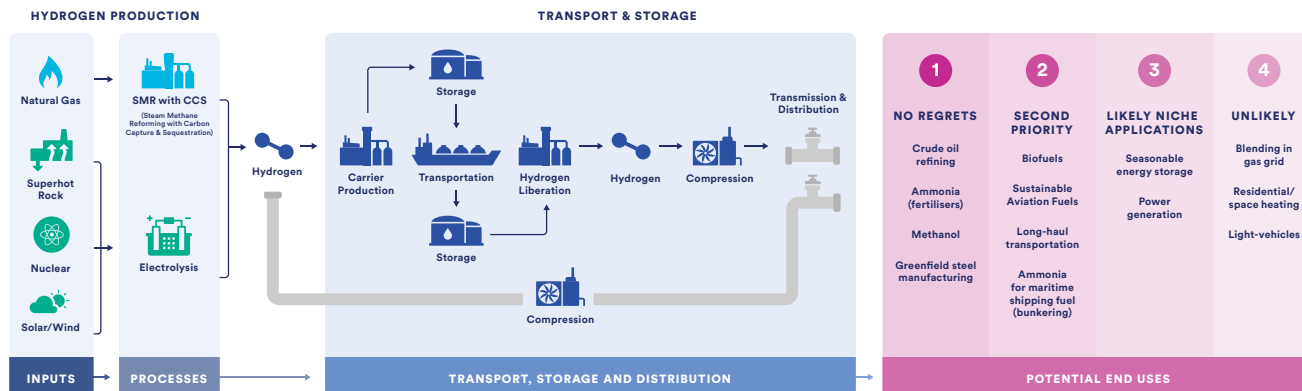 HYDROGEN PRODUCTION
TRANSPORT & STORAGE
Natural Gas
Superhot
Rock
Nuclear
Solar/Wind
INPUTS
SMR with CCS
(Steam Methane
Reforming with Carbon
Capture & Sequestration)
Electrolysis
PROCESSES
Hydrogen
Carrier
Production
Storage
Transportation
Storage
Hydrogen
Liberation
Hydrogen
Compression
Transmission &
Distribution
Compression
TRANSPORT, STORAGE AND DISTRIBUTION
1
NO REGRETS
Crude oil
refining
Ammonia
(fertilisers)
Methanol
Greenfield steel
manufacturing
2
SECOND
PRIORITY
Biofuels
Sustainable
Aviation Fuels
Long-haul
transportation
Ammonia
for maritime
shipping fuel
(bunkering)
3
LIKELY NICHE
APPLICATIONS
Seasonable
energy storage
Power
generation
4
UNLIKELY
Blending in
gas grid
Residential/
space heating
Light-vehicles
POTENTIAL END USES